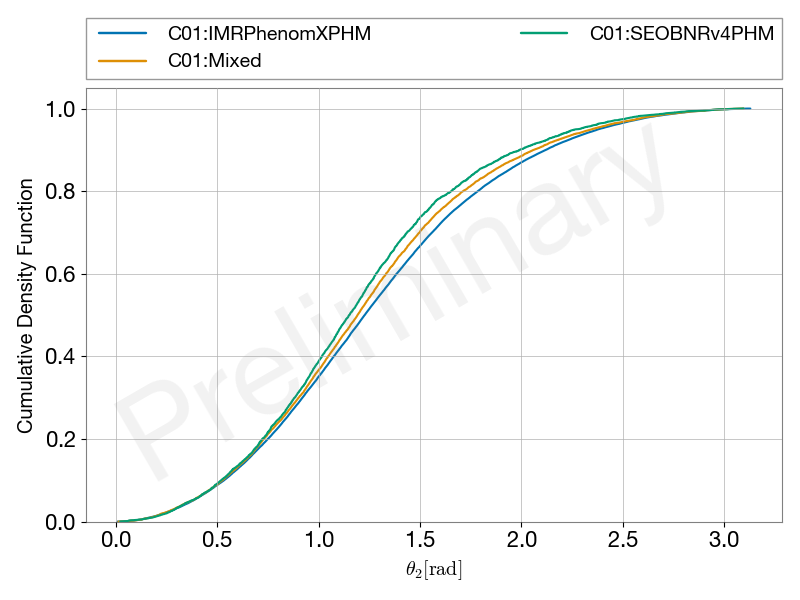 C01:IMRPhenomXPHM
C01:Mixed
C01:SEOBNRv4PHM
Cumulative Density Function
1.0
0.8
0.6
0.4
0.2
0.0
Preliminary
0.0 0.5 1.0 1.5 2.0 2.5 3.0
θ₂[rad]